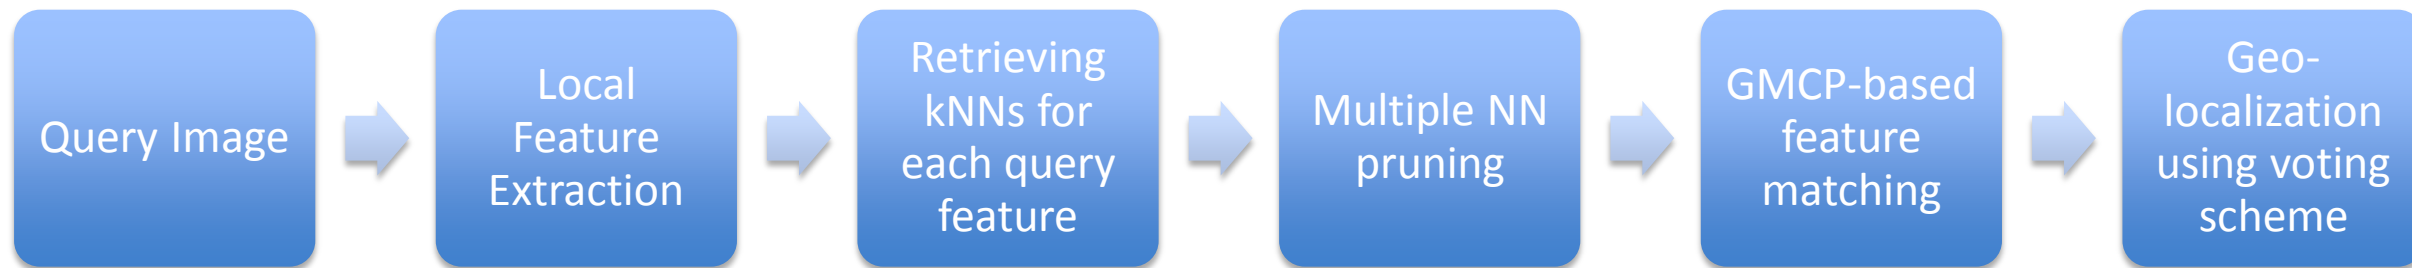 Query Image
Local
Feature
Extraction
Retrieving
kNNs for
each query
feature
Multiple NN
pruning
GMCP-based
feature
matching
Geo-
localization
using voting
scheme